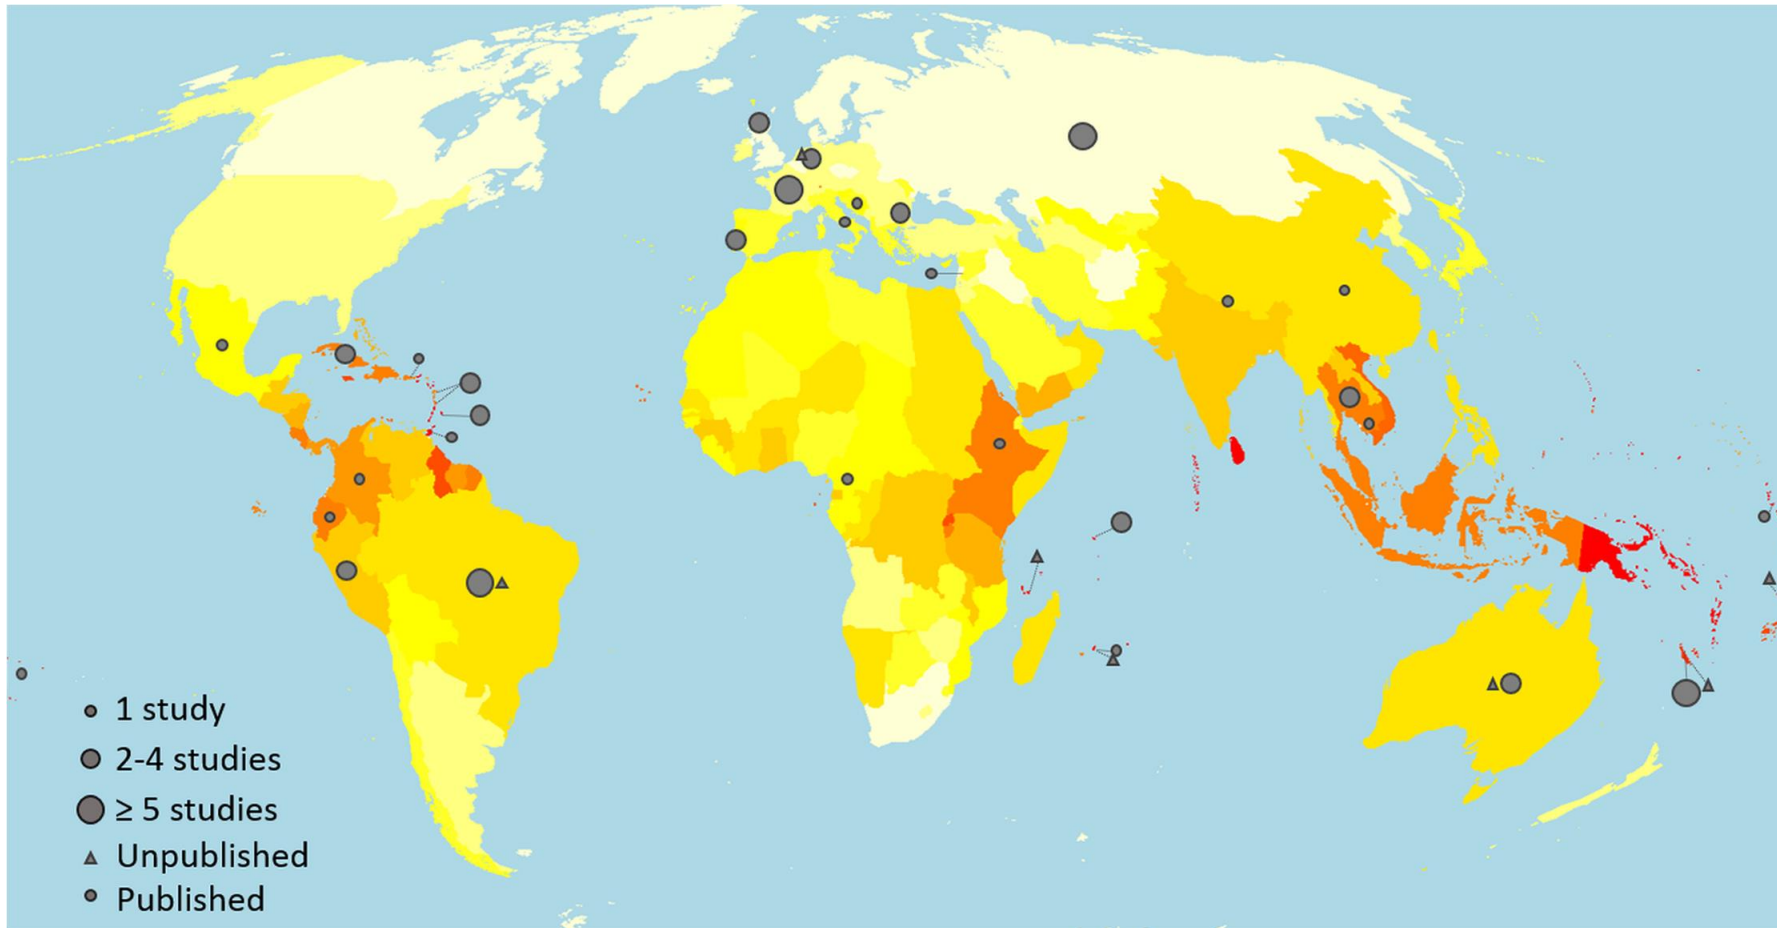 1 study
2-4 studies
≥ 5 studies
Unpublished
Published